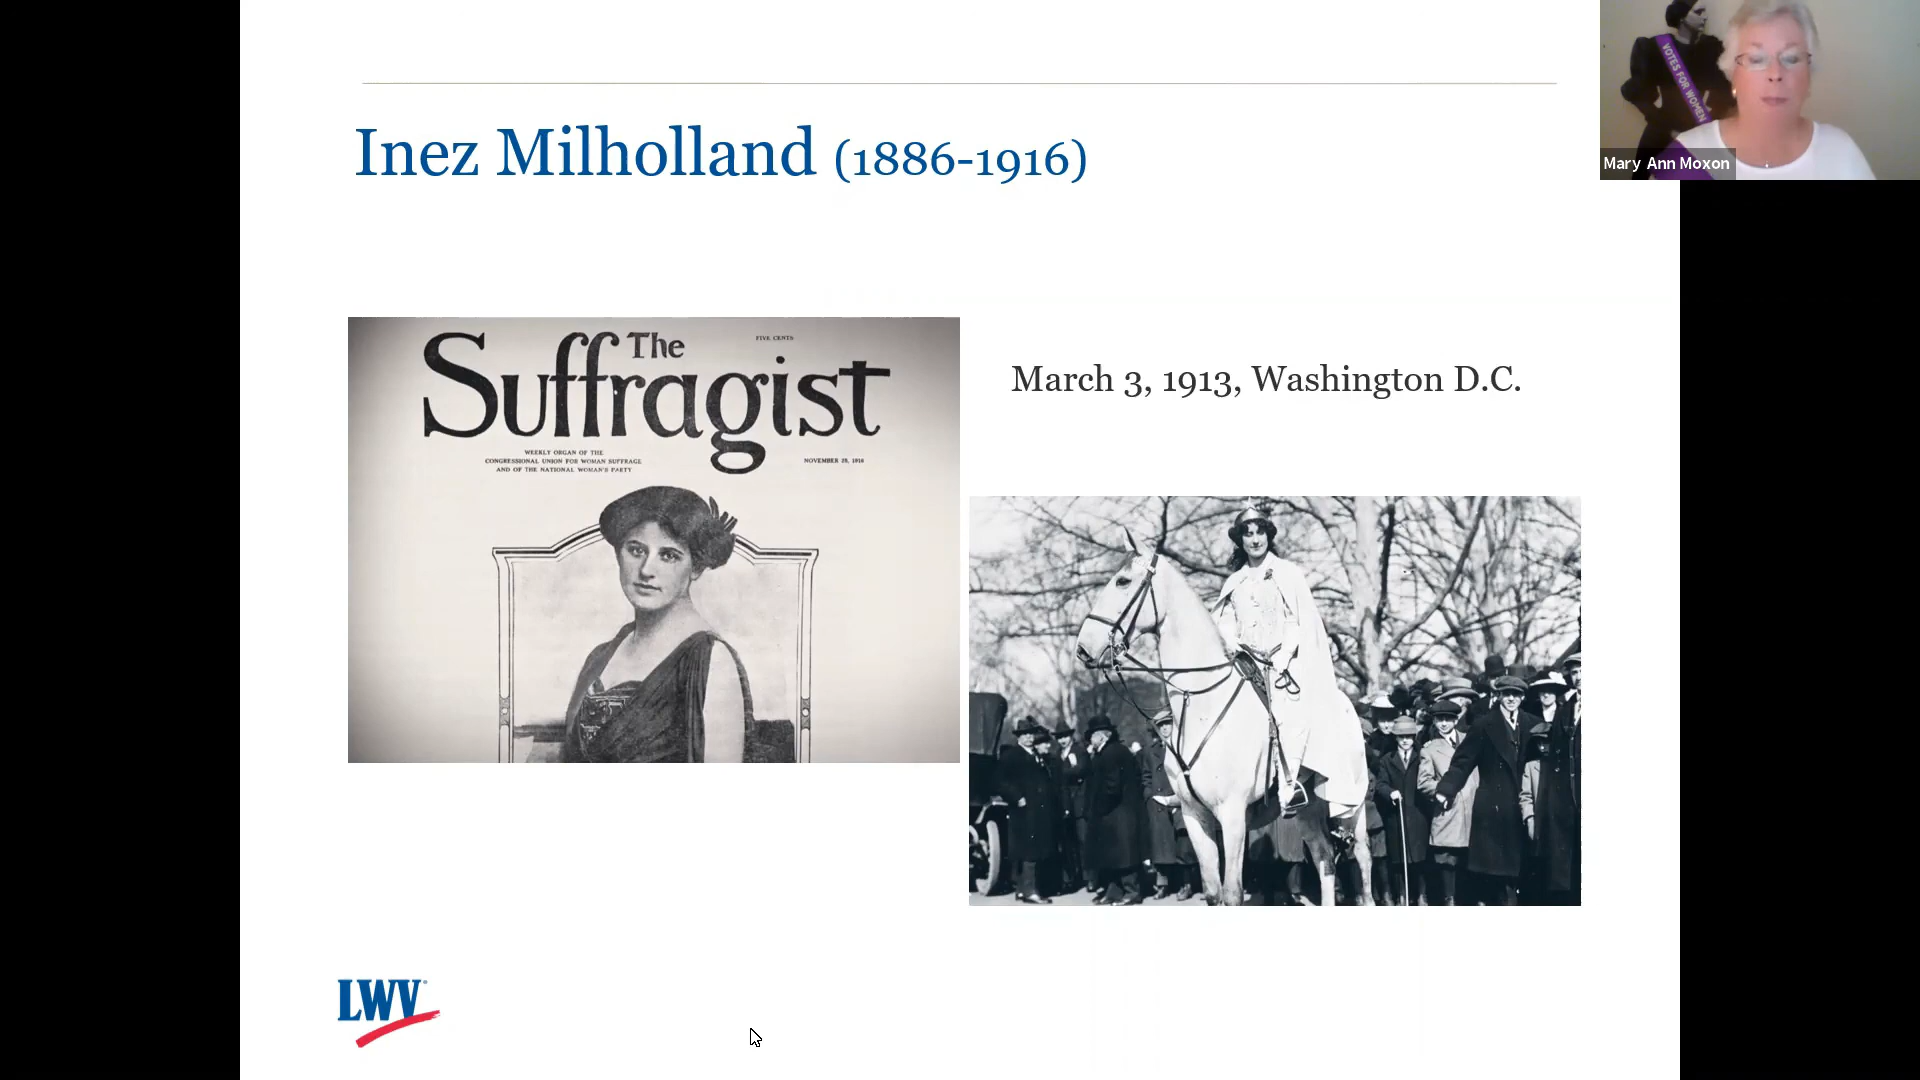 Inez Milholland (1886-1916)
VOTES FOR WOMEN
Mary Ann Moxon
The
Suffragist
FIVE CENTS
WEEKLY ORGAN OF THE
CONGRESSIONAL UNION FOR WOMAN SUFFRAGE
AND OF THE NATIONAL WOMAN'S PARTY
NOVEMBER 25, 1916
March 3, 1913, Washington D.C.
LWV